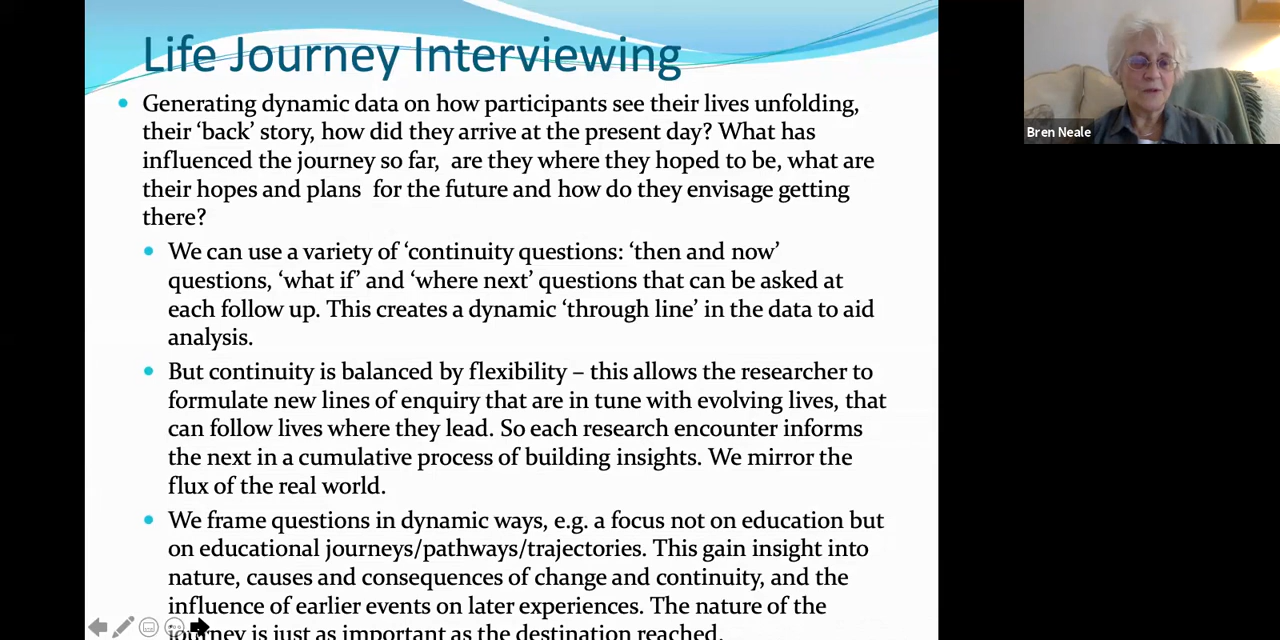 Life Journey Interviewing
Generating dynamic data on how participants see their lives unfolding,
their ‘back’ story, how did they arrive at the present day? What has
influenced the journey so far,  are they where they hoped to be, what are
their hopes and plans  for the future and how do they envisage getting
there?
We can use a variety of ‘continuity questions: ‘then and now’
questions, ‘what if’ and ‘where next’ questions that can be asked at
each follow up. This creates a dynamic ‘through line’ in the data to aid
analysis.
But continuity is balanced by flexibility – this allows the researcher to
formulate new lines of enquiry that are in tune with evolving lives, that
can follow lives where they lead. So each research encounter informs
the next in a cumulative process of building insights. We mirror the
flux of the real world.
We frame questions in dynamic ways, e.g. a focus not on education but
on educational journeys/pathways/trajectories. This gain insight into
nature, causes and consequences of change and continuity, and the
influence of earlier events on later experiences. The nature of the
journey is just as important as the destination reached.
Bren Neale